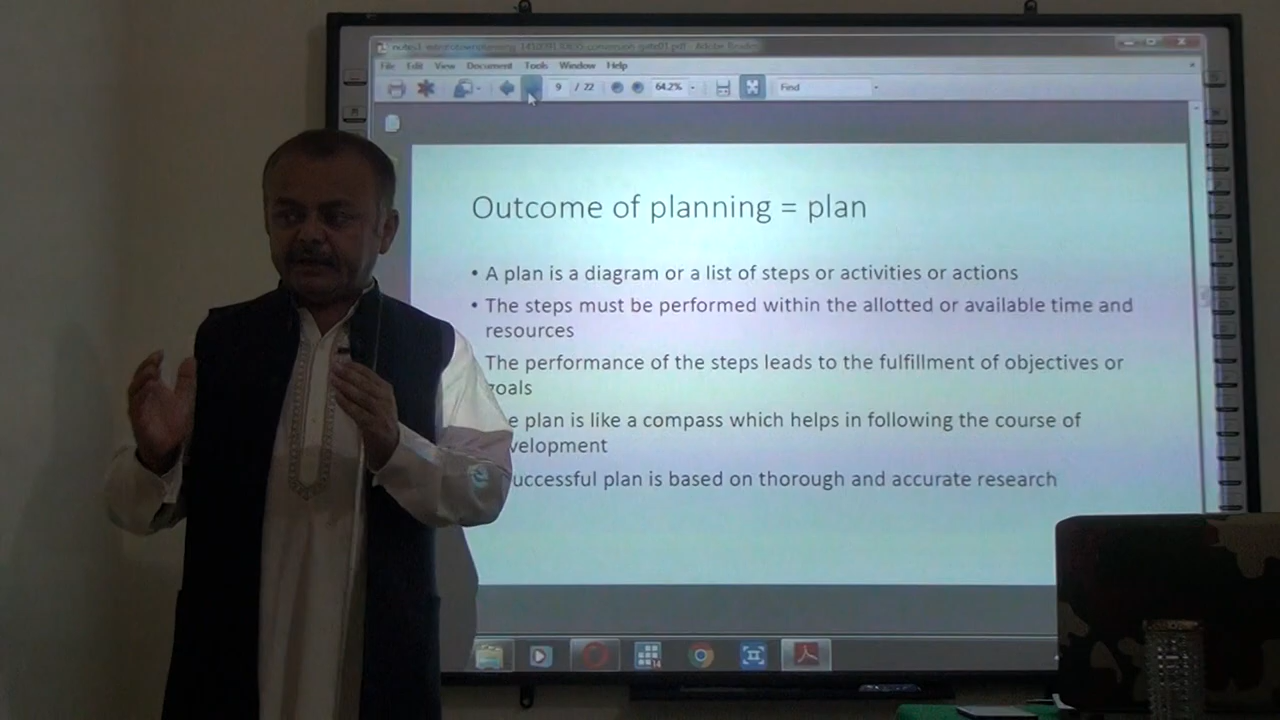 Adobe Reader
File Edit View Document Tools Window Help
9 / 22 64.2% Find
Outcome of planning = plan
• A plan is a diagram or a list of steps or activities or actions
• The steps must be performed within the allotted or available time and
resources
The performance of the steps leads to the fulfillment of objectives or
goals
e plan is like a compass which helps in following the course of
velopment
uccessful plan is based on thorough and accurate research
14